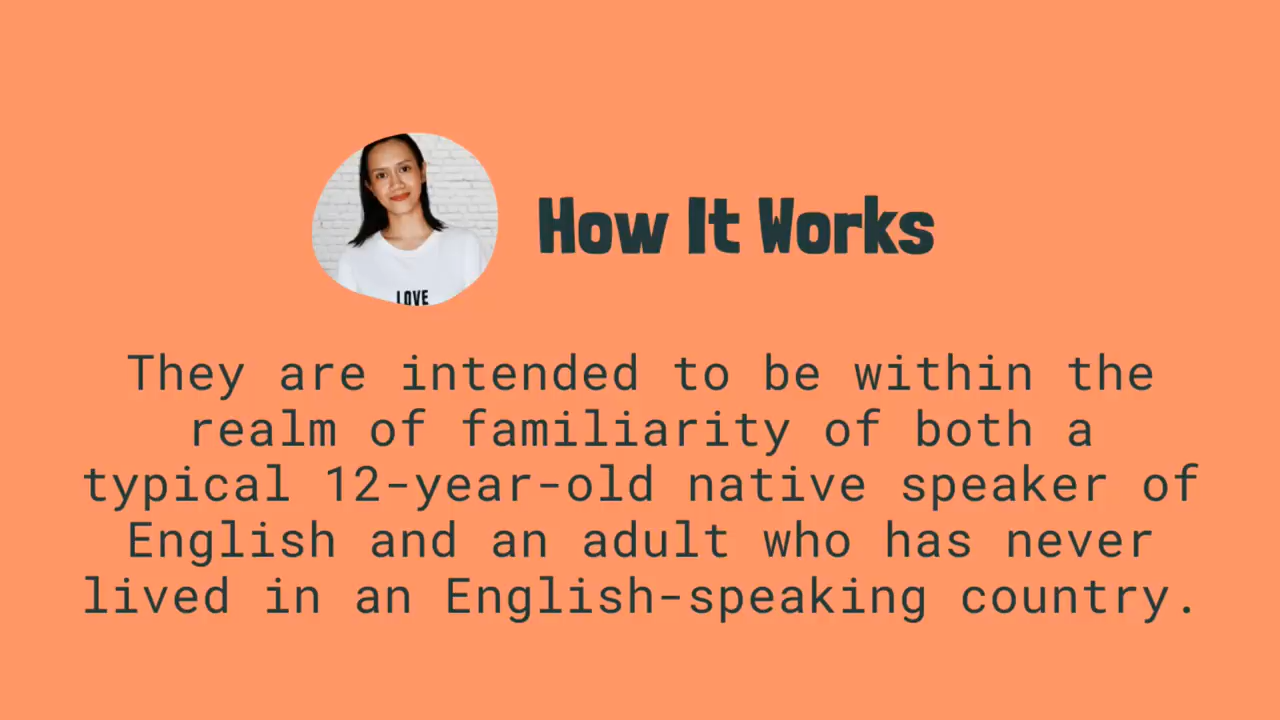 LOVE
How It Works
They are intended to be within the
realm of familiarity of both a
typical 12-year-old native speaker of
English and an adult who has never
lived in an English-speaking country.